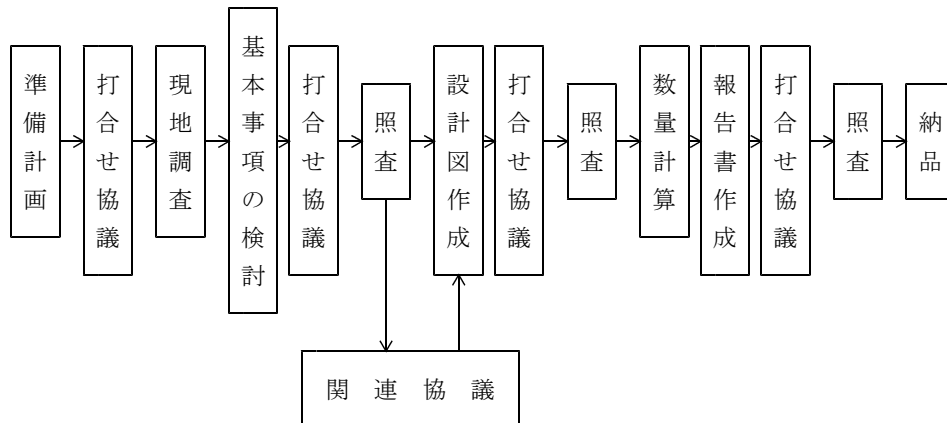 準備計画
打合せ協議
現地調査
基本事項の検討
打合せ協議
照査
設計図作成
打合せ協議
照査
数量計算
報告書作成
打合せ協議
照査
納品
関連協議